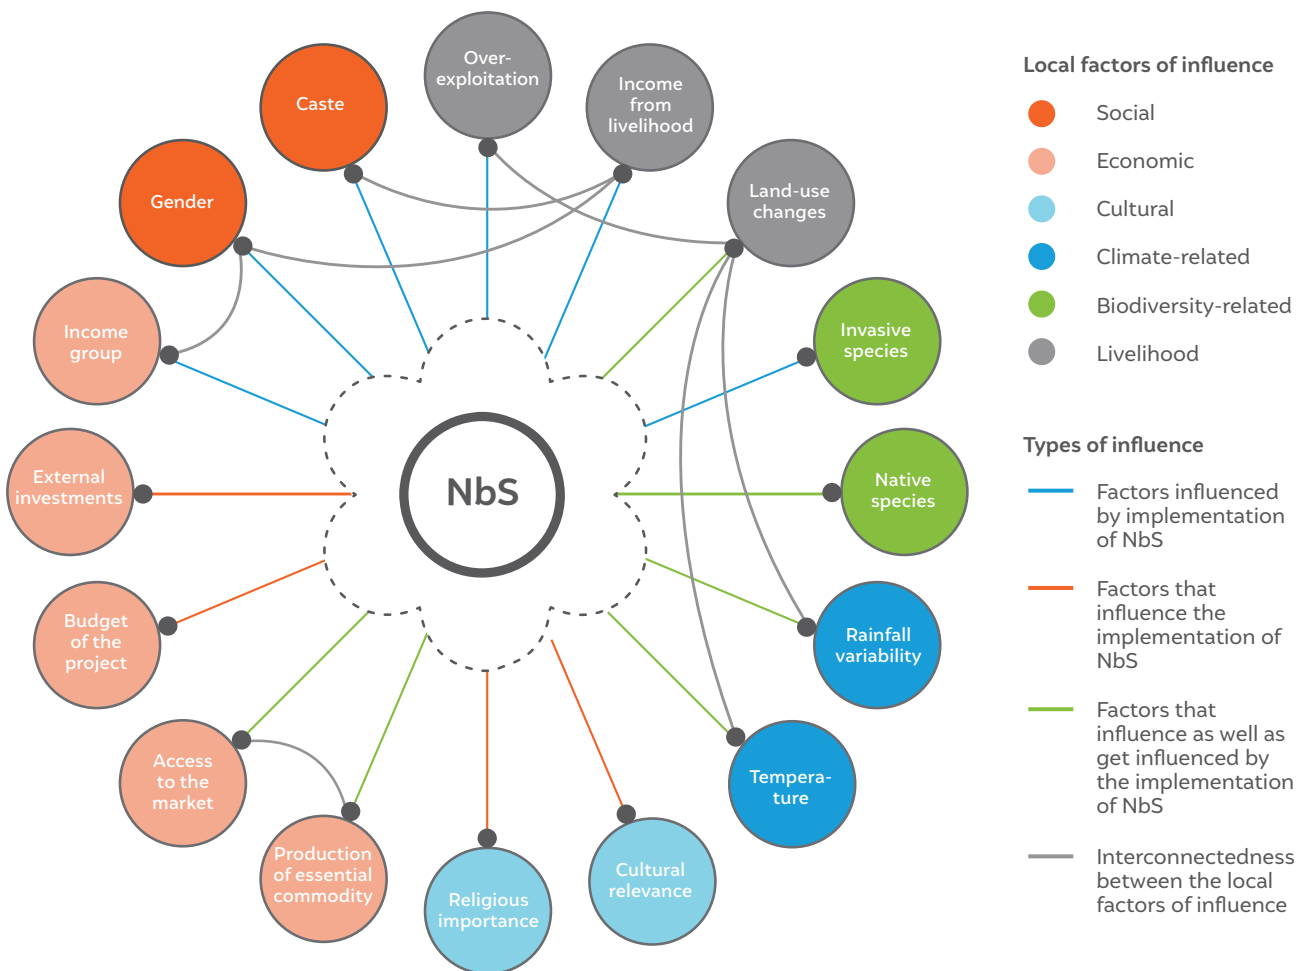 Over-
exploitation
Income
from
livelihood
Caste
Land-use
changes
Gender
Invasive
species
Income
group
Native
species
External
investments
NbS
Rainfall
variability
Budget
of the
project
Tempera-
ture
Access
to the
market
Cultural
relevance
Production
of essential
commodity
Religious
importance
Local factors of influence
Social
Economic
Cultural
Climate-related
Biodiversity-related
Livelihood
Types of influence
Factors influenced
by implementation
of NbS
Factors that
influence the
implementation of
NbS
Factors that
influence as well as
get influenced by
the implementation
of NbS
Interconnectedness
between the local
factors of influence